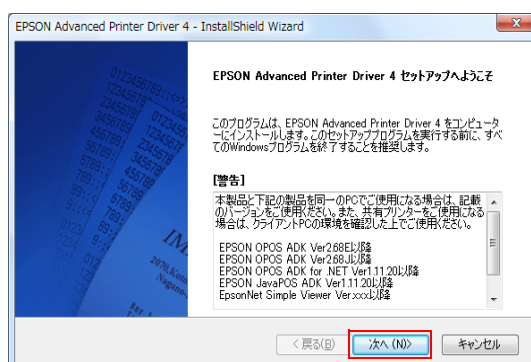 EPSON Advanced Printer Driver 4 - InstallShield Wizard
EPSON Advanced Printer Driver 4 セットアップへようこそ
このプログラムは、EPSON Advanced Printer Driver 4 をコンピュータ
ーにインストールします。このセットアッププログラムを実行する前に、すべ
てのWindowsプログラムを終了することを推奨します。
[警告]
本製品と下記の製品を同一のPCでご使用になる場合は、記載
のバージョンをご使用ください。また、共有プリンターをご使用になる
場合は、クライアントPCの環境を確認した上でご使用ください。
EPSON OPOS ADK Ver2.68E以降
EPSON OPOS ADK Ver2.68J以降
EPSON OPOS ADK for .NET Ver1.11.20以降
EPSON JavaPOS ADK Ver1.11.20以降
EpsonNet Simple Viewer Ver.xxx以降
< 戻る(B)
次へ (N)>
キャンセル